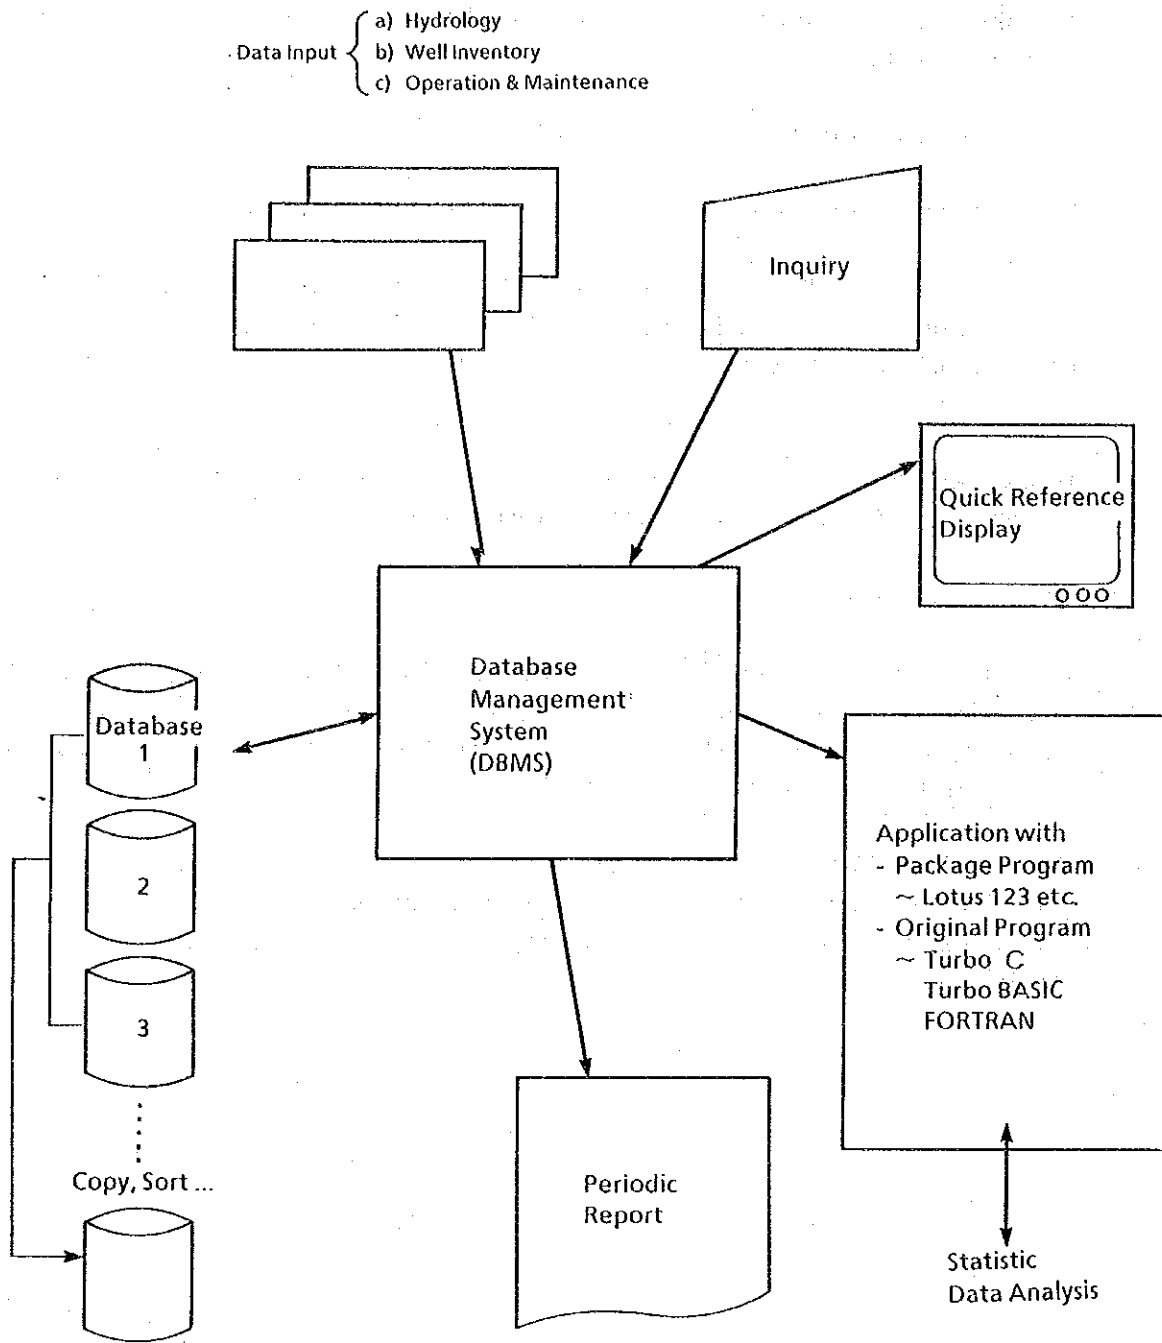 Data Input
a) Hydrology
b) Well Inventory
c) Operation & Maintenance
Inquiry
Quick Reference
Display
Database
Management
System
(DBMS)
Database
1
2
3
Copy, Sort ...
Application with
- Package Program
~ Lotus 123 etc.
- Original Program
~ Turbo C
Turbo BASIC
FORTRAN
Periodic
Report
Statistic
Data Analysis